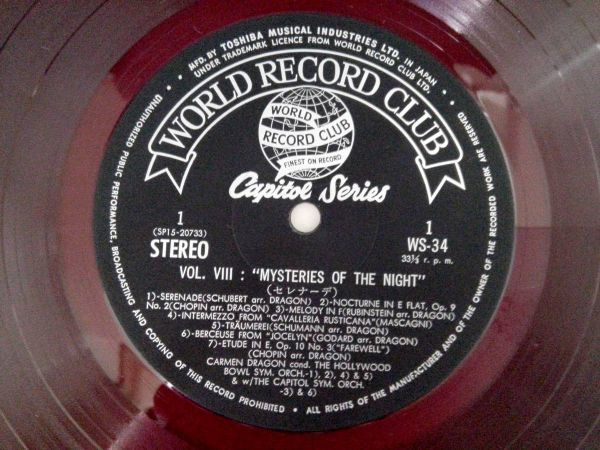 MFD. BY TOSHIBA MUSICAL INDUSTRIES LTD. IN JAPAN
UNDER TRADEMARK LICENCE FROM WORLD RECORD CLUB LTD.
WORLD RECORD CLUB
WORLD
RECORD CLUB
FINEST ON RECORD
Capitol Series
1
(SP15-20733)
STEREO
1
WS-34
33⅓ r. p. m.
VOL. VIII : "MYSTERIES OF THE NIGHT"
(セレナーデ)
1)-SERENADE(SCHUBERT arr. DRAGON) 2)-NOCTURNE IN E FLAT, Op. 9
No. 2(CHOPIN arr. DRAGON) 3)-MELODY IN F(RUBINSTEIN arr. DRAGON)
4)-INTERMEZZO FROM "CAVALLERIA RUSTICANA"(MASCAGNI)
5)-TRÄUMEREI(SCHUMANN arr. DRAGON)
6)-BERCEUSE FROM "JOCELYN"(GODARD arr. DRAGON)
7)-ETUDE IN E, Op. 10 No. 3("FAREWELL")
(CHOPIN arr. DRAGON)
CARMEN DRAGON cond. THE HOLLYWOOD
BOWL SYM. ORCH.-1), 2), 4) & 5)
& w/THE CAPITOL SYM. ORCH.
-3) & 6)
UNAUTHORIZED PUBLIC PERFORMANCE, BROADCASTING AND COPYING OF THIS RECORD PROHIBITED • ALL RIGHTS OF THE MANUFACTURER AND OF THE OWNER OF THE RECORDED WORK ARE RESERVED